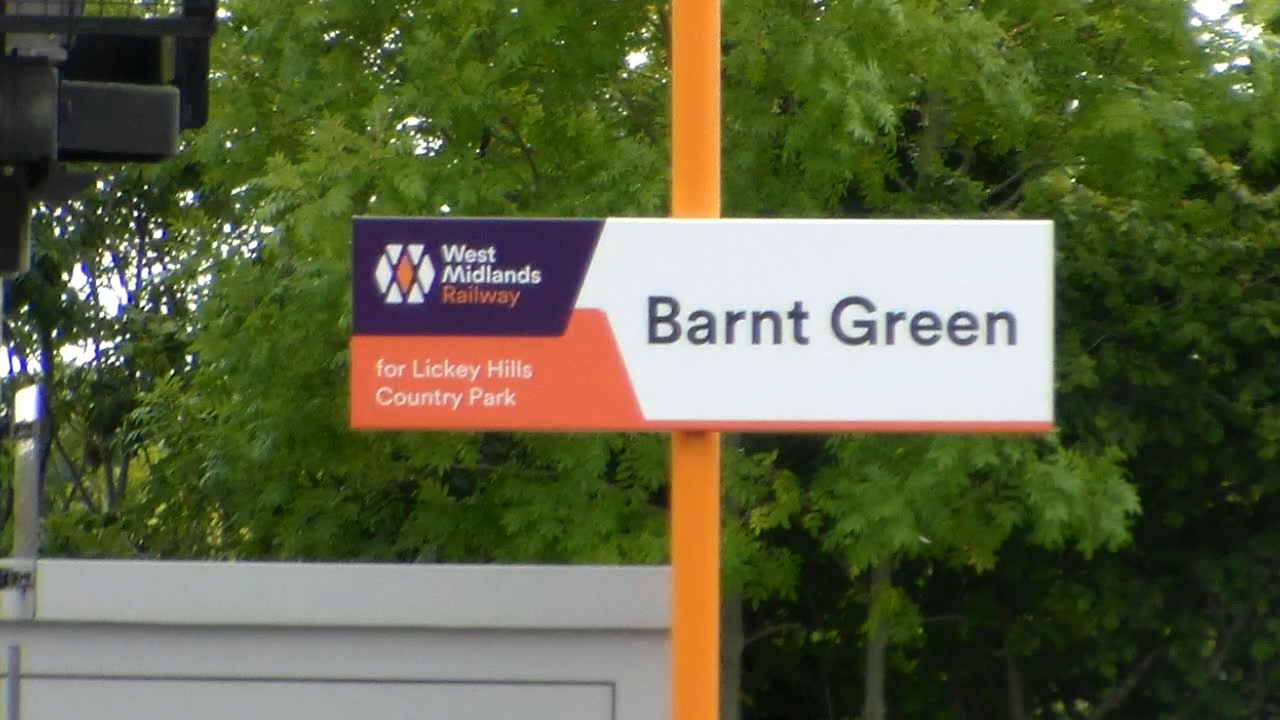 West
Midlands
Railway
for Lickey Hills
Country Park
Barnt Green